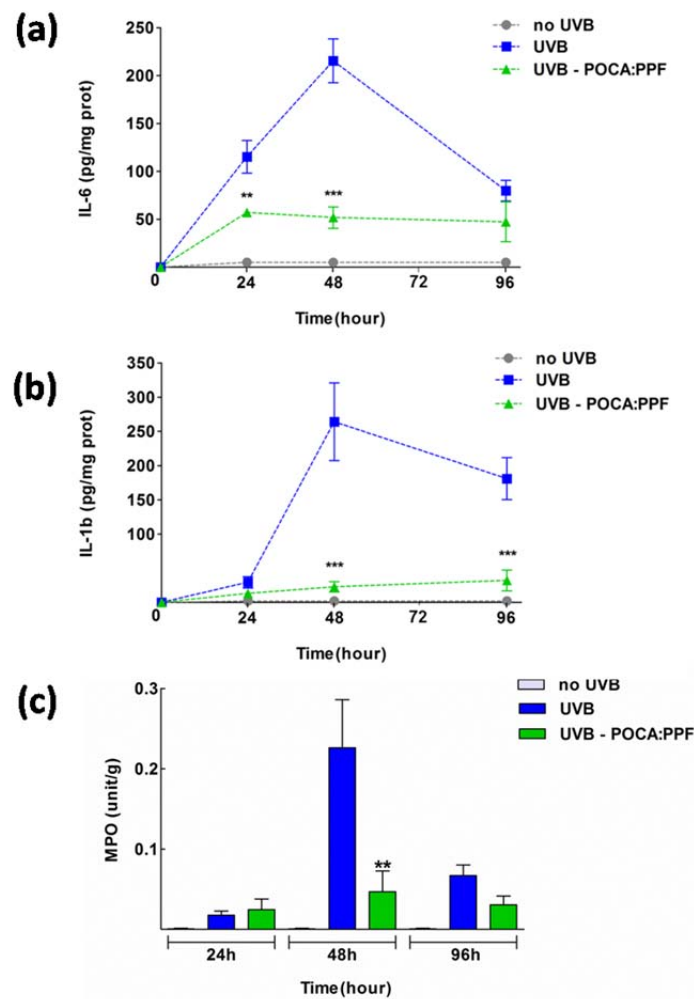 (a)
no UVB
UVB
UVB - POCA:PPF
IL-6 (pg/mg prot)
250
200
150
100
50
** ***
0 24 48 72 96
Time(hour)
(b)
no UVB
UVB
UVB - POCA:PPF
IL-1b (pg/mg prot)
350
300
250
200
150
100
*** ***
0 24 48 72 96
Time(hour)
(c)
no UVB
UVB
UVB - POCA:PPF
MPO (unit/g)
0.3
0.2
0.1
**
24h 48h 96h
Time(hour)